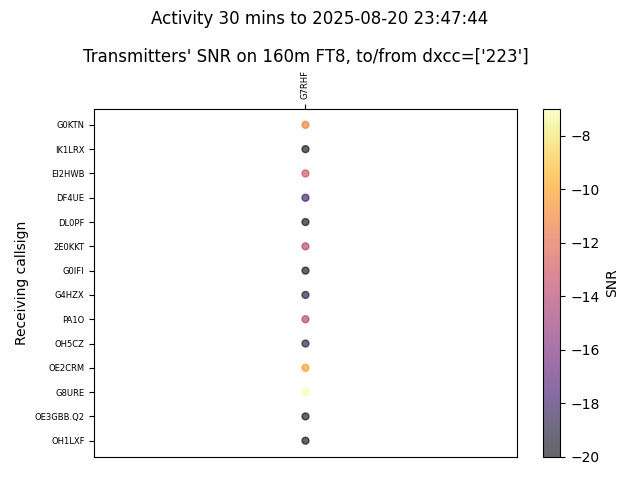 Activity 30 mins to 2025-08-20 23:47:44
Transmitters' SNR on 160m FT8, to/from dxcc=['223']
G7RHF
G0KTN
IK1LRX
EI2HWB
DF4UE
DL0PF
2E0KKT
G0IFI
G4HZX
PA1O
OH5CZ
OE2CRM
G8URE
OE3GBB.Q2
OH1LXF
Receiving callsign
−8
−10
−12
−14
−16
−18
−20
SNR